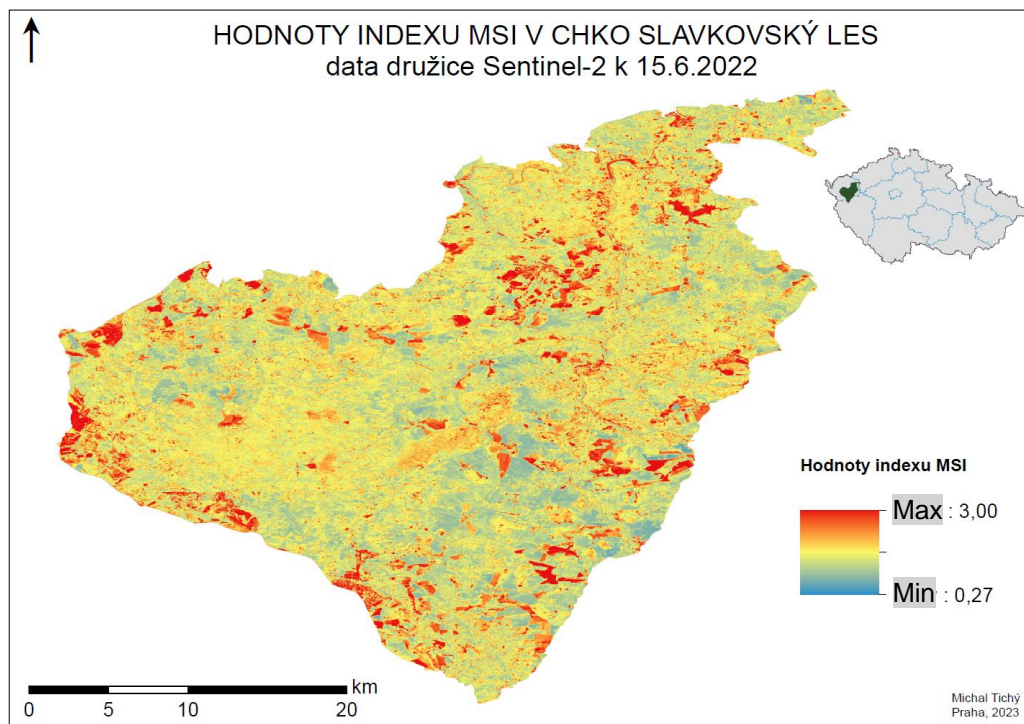 HODNOTY INDEXU MSI V CHKO SLAVKOVSKÝ LES
data družice Sentinel-2 k 15.6.2022
Hodnoty indexu MSI
Max : 3,00
Min : 0,27
km
0 5 10 20
Michal Tichý
Praha, 2023